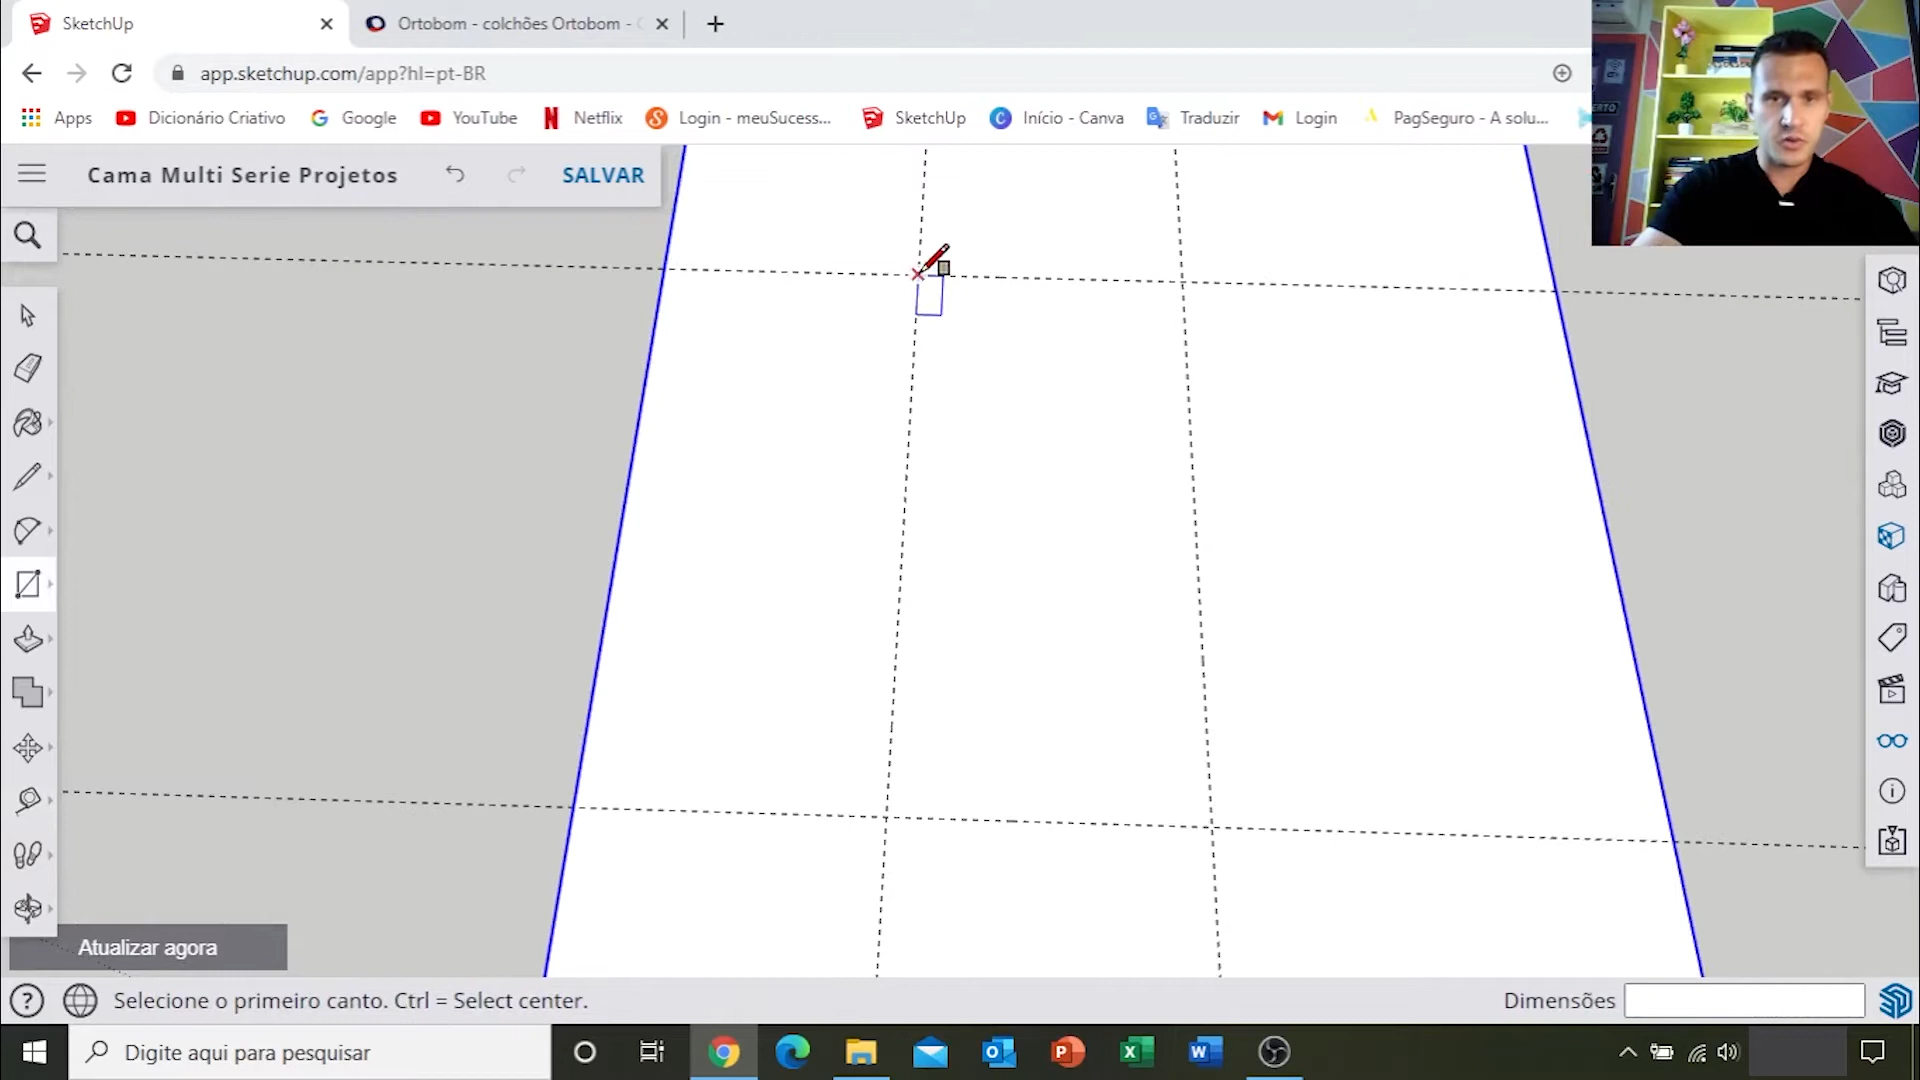 SketchUp
Ortobom - colchões Ortobom -
app.sketchup.com/app?hl=pt-BR
Apps
Dicionário Criativo
Google
YouTube
Netflix
Login - meuSucess...
SketchUp
Início - Canva
Traduzir
Login
PagSeguro - A solu...
Cama Multi Serie Projetos
SALVAR
Atualizar agora
Selecione o primeiro canto. Ctrl = Select center.
Dimensões
Digite aqui para pesquisar